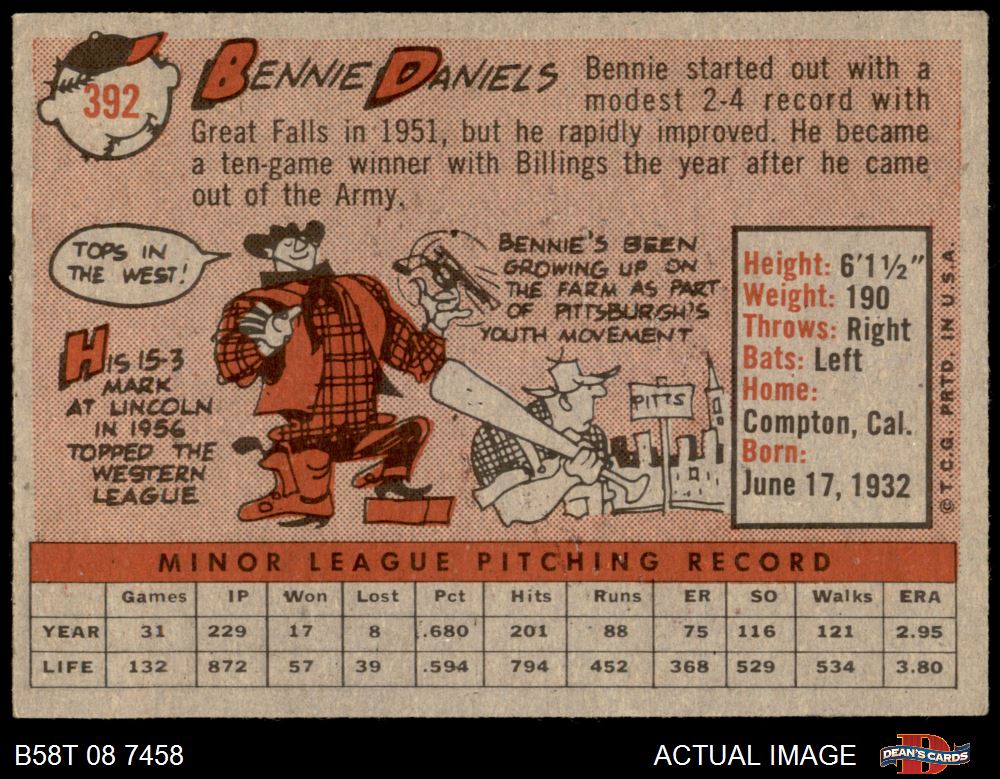 392
BENNIE DANIELS
Bennie started out with a
modest 2-4 record with
Great Falls in 1951, but he rapidly improved. He became
a ten-game winner with Billings the year after he came
out of the Army.
TOPS IN
THE WEST!
HIS 15-3
MARK
AT LINCOLN
IN 1956
TOPPED THE
WESTERN
LEAGUE
BENNIE'S BEEN
GROWING UP ON
THE FARM AS PART
OF PITTSBURGH'S
YOUTH MOVEMENT
PITTS
Height: 6'1½"
Weight: 190
Throws: Right
Bats: Left
Home:
Compton, Cal.
Born:
June 17, 1932
© T.C.G. PRTD. IN U.S.A.
MINOR LEAGUE PITCHING RECORD
Games IP Won Lost Pct Hits Runs ER SO Walks ERA
YEAR 31 229 17 8 .680 201 88 75 116 121 2.95
LIFE 132 872 57 39 .594 794 452 368 529 534 3.80
B58T 08 7458
ACTUAL IMAGE
DEAN'S CARDS